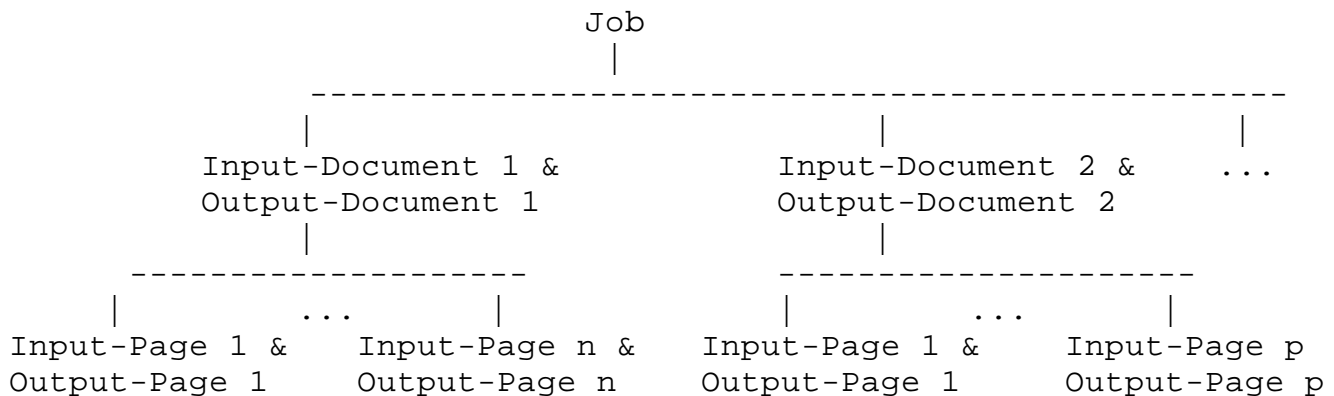 Job
|
-------------------------------------------------
| | |
Input-Document 1 & Input-Document 2 & ...
Output-Document 1 Output-Document 2
| |
-------------------- ---------------------
| ... | | ... |
Input-Page 1 & Input-Page n & Input-Page 1 & Input-Page p
Output-Page 1 Output-Page n Output-Page 1 Output-Page p